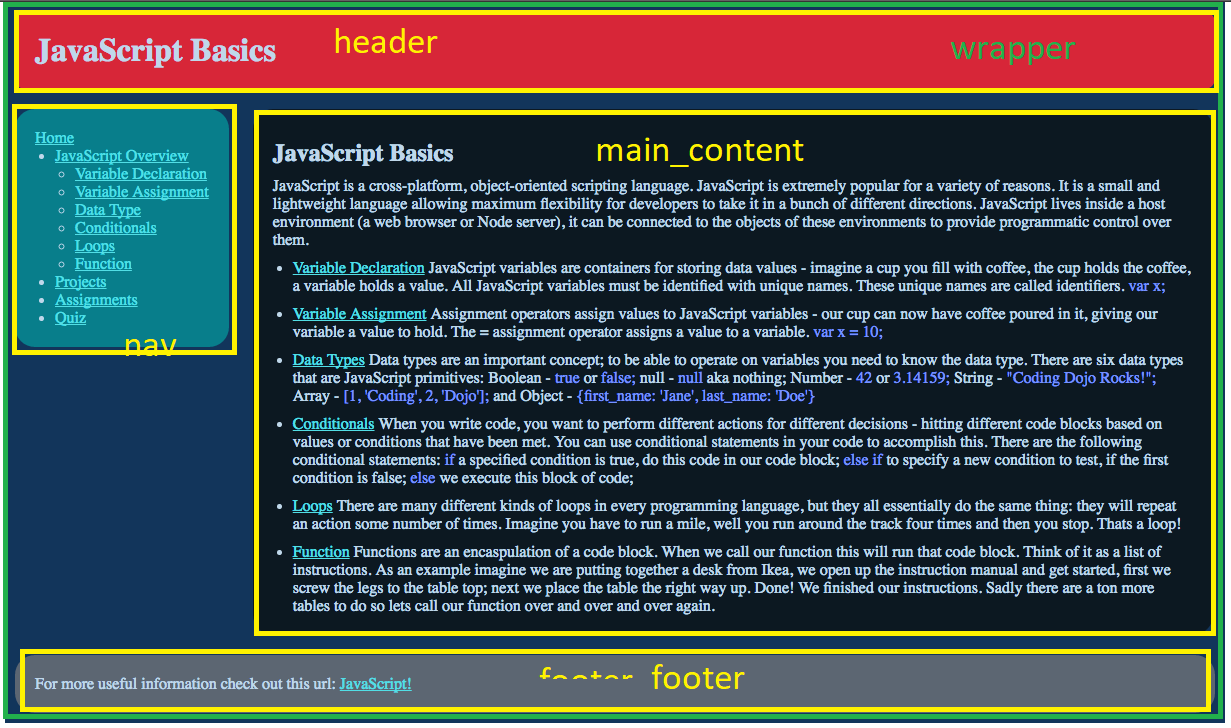 JavaScript Basics
header
wrapper
Home
JavaScript Overview
Variable Declaration
Variable Assignment
Data Type
Conditionals
Loops
Function
Projects
Assignments
Quiz
nav
JavaScript Basics
main_content
JavaScript is a cross-platform, object-oriented scripting language. JavaScript is extremely popular for a variety of reasons. It is a small and
lightweight language allowing maximum flexibility for developers to take it in a bunch of different directions. JavaScript lives inside a host
environment (a web browser or Node server), it can be connected to the objects of these environments to provide programmatic control over
them.
Variable Declaration JavaScript variables are containers for storing data values - imagine a cup you fill with coffee, the cup holds the coffee,
a variable holds a value. All JavaScript variables must be identified with unique names. These unique names are called identifiers. var x;
Variable Assignment Assignment operators assign values to JavaScript variables - our cup can now have coffee poured in it, giving our
variable a value to hold. The = assignment operator assigns a value to a variable. var x = 10;
Data Types Data types are an important concept; to be able to operate on variables you need to know the data type. There are six data types
that are JavaScript primitives: Boolean - true or false; null - null aka nothing; Number - 42 or 3.14159; String - "Coding Dojo Rocks!";
Array - [1, 'Coding', 2, 'Dojo']; and Object - {first_name: 'Jane', last_name: 'Doe'}
Conditionals When you write code, you want to perform different actions for different decisions - hitting different code blocks based on
values or conditions that have been met. You can use conditional statements in your code to accomplish this. There are the following
conditional statements: if a specified condition is true, do this code in our code block; else if to specify a new condition to test, if the first
condition is false; else we execute this block of code;
Loops There are many different kinds of loops in every programming language, but they all essentially do the same thing: they will repeat
an action some number of times. Imagine you have to run a mile, well you run around the track four times and then you stop. Thats a loop!
Function Functions are an encaspulation of a code block. When we call our function this will run that code block. Think of it as a list of
instructions. As an example imagine we are putting together a desk from Ikea, we open up the instruction manual and get started, first we
screw the legs to the table top; next we place the table the right way up. Done! We finished our instructions. Sadly there are a ton more
tables to do so lets call our function over and over and over again.
For more useful information check out this url: JavaScript!
footer footer